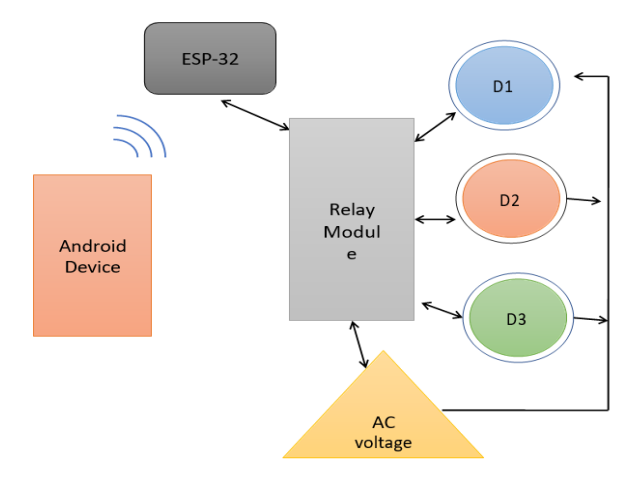 ESP-32
D1
D2
Relay
Modul
e
Android
Device
D3
AC
voltage